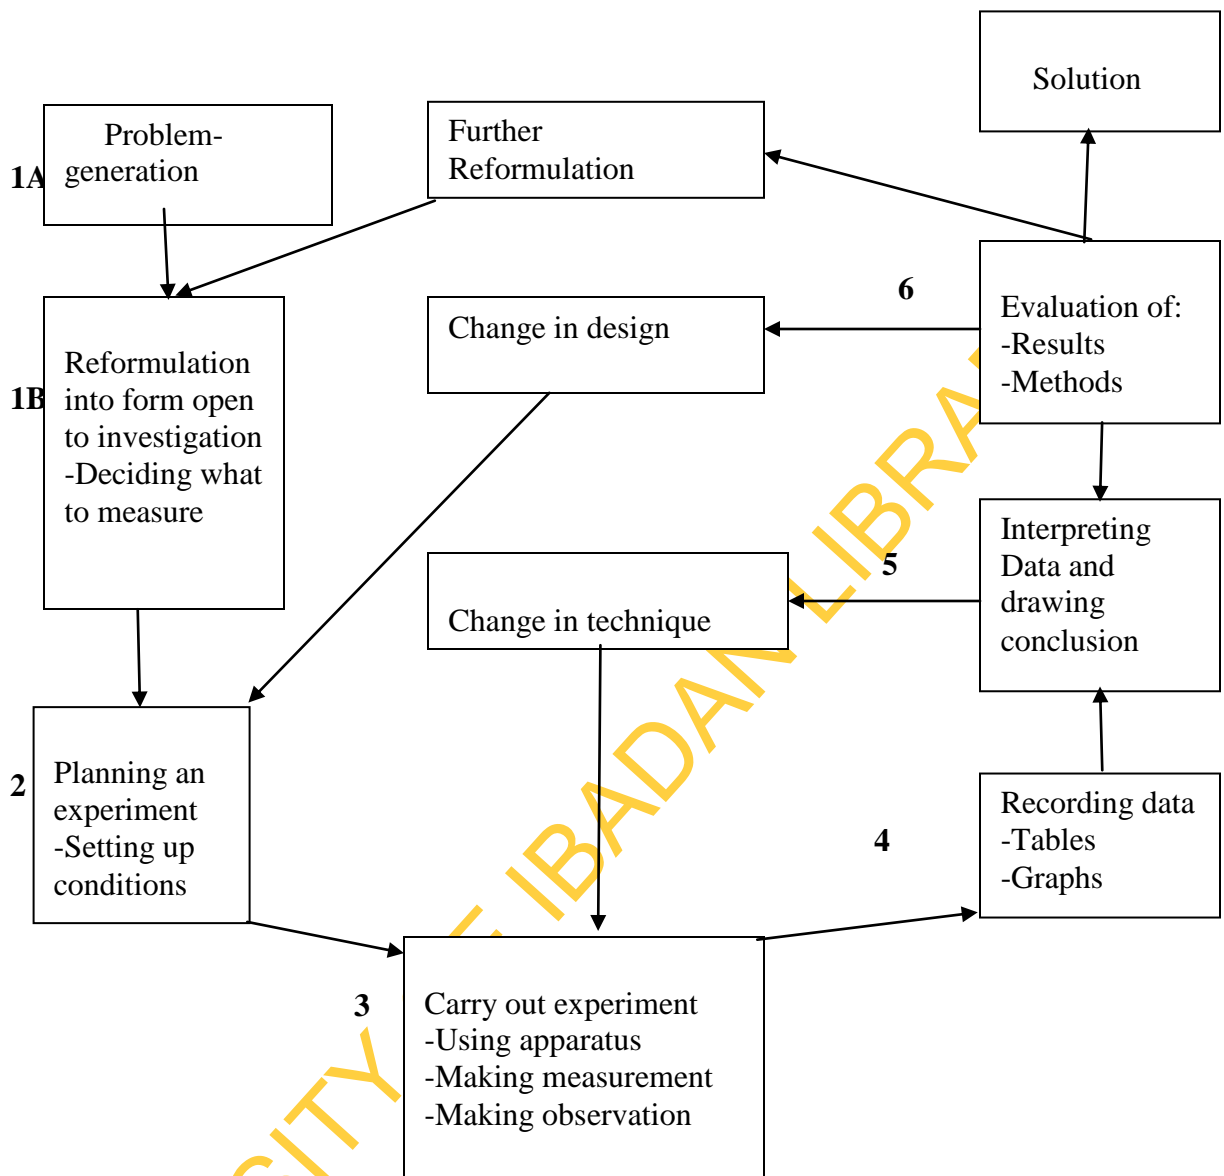 Solution
Problem-
generation
1A
Further
Reformulation
6
Evaluation of:
-Results
-Methods
Change in design
1B
Reformulation
into form open
to investigation
-Deciding what
to measure
5
Interpreting
Data and
drawing
conclusion
Change in technique
2
Planning an
experiment
-Setting up
conditions
4
Recording data
-Tables
-Graphs
3
Carry out experiment
-Using apparatus
-Making measurement
-Making observation
IBADAN